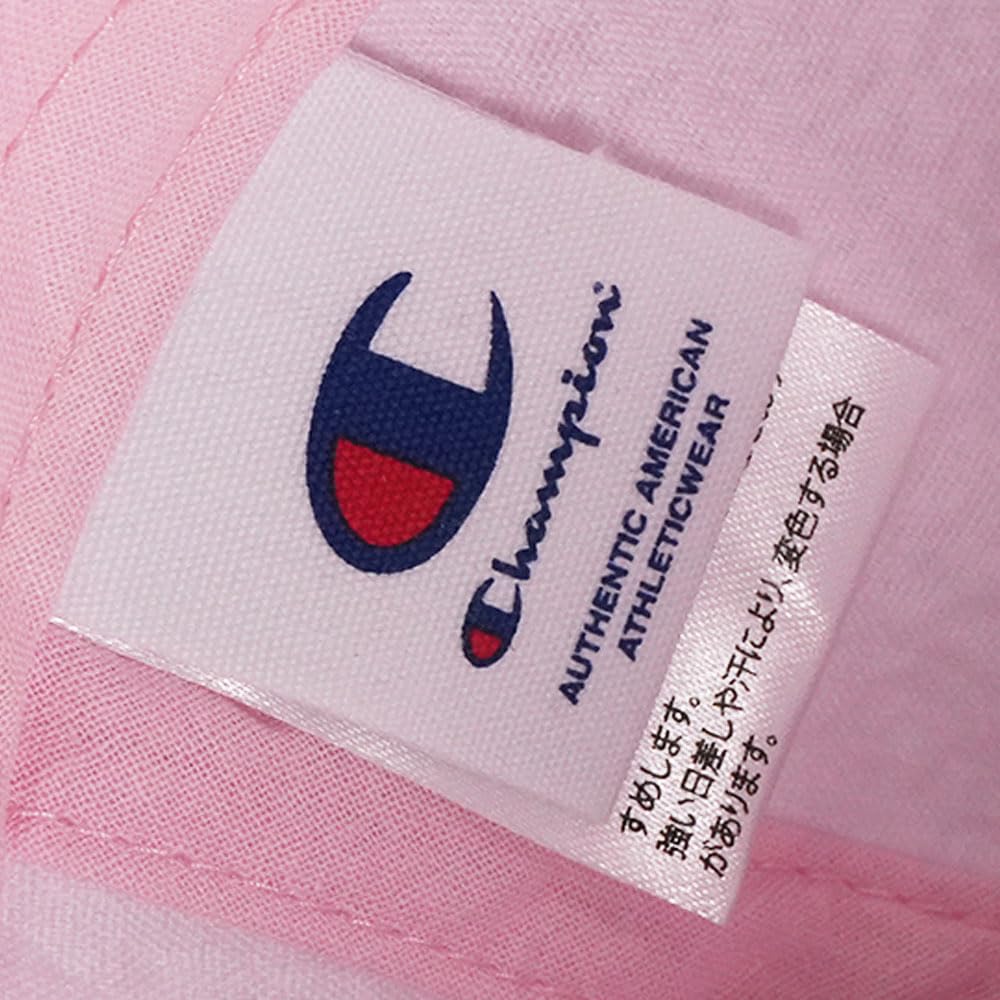 Champion
AUTHENTIC AMERICAN
ATHLETICWEAR
すめします。
強い日差しや汗により、変色する場合
があります。